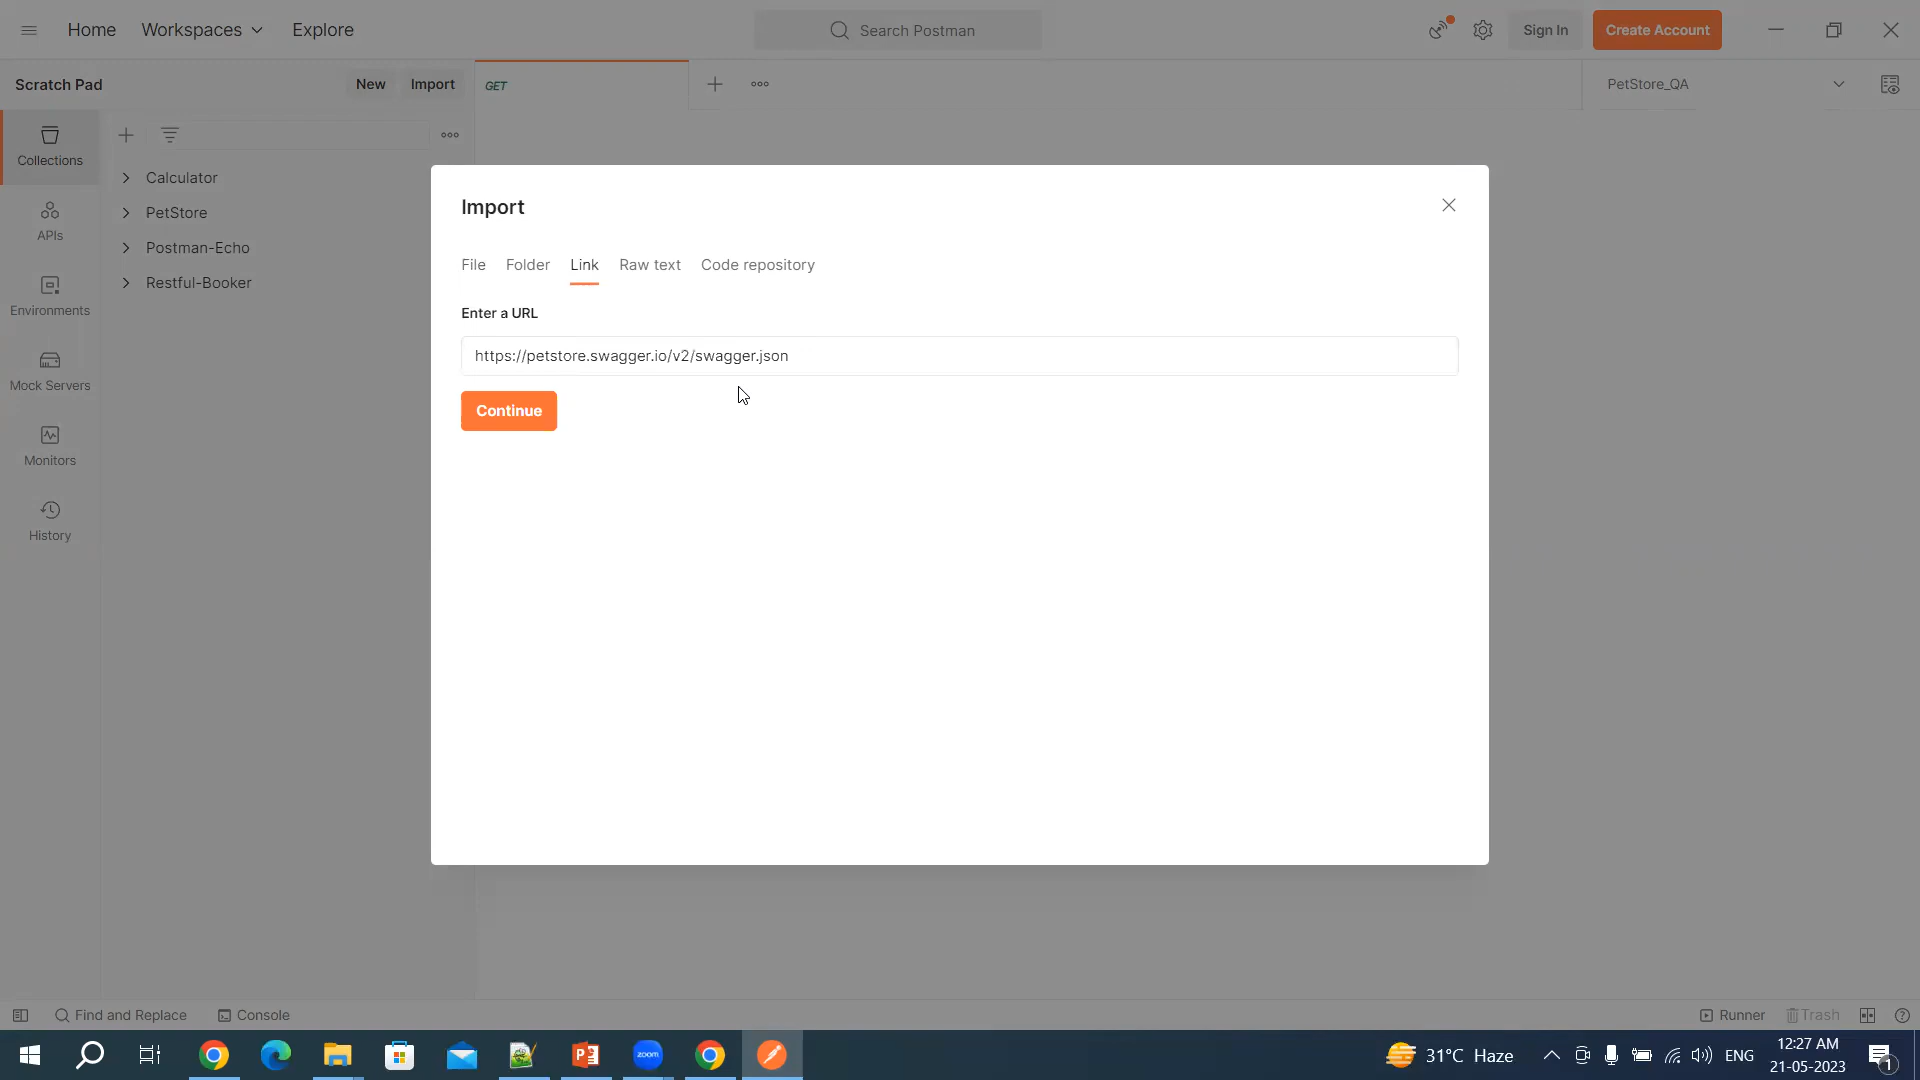 Home Workspaces Explore Search Postman Sign In Create Account
Scratch Pad New Import GET PetStore_QA
Collections
APIs
Environments
Mock Servers
Monitors
History
Calculator
PetStore
Postman-Echo
Restful-Booker
Import
File Folder Link Raw text Code repository
Enter a URL
https://petstore.swagger.io/v2/swagger.json
Continue
Find and Replace Console Runner Trash
zoom
31°C Haze ENG
12:27 AM
21-05-2023
1